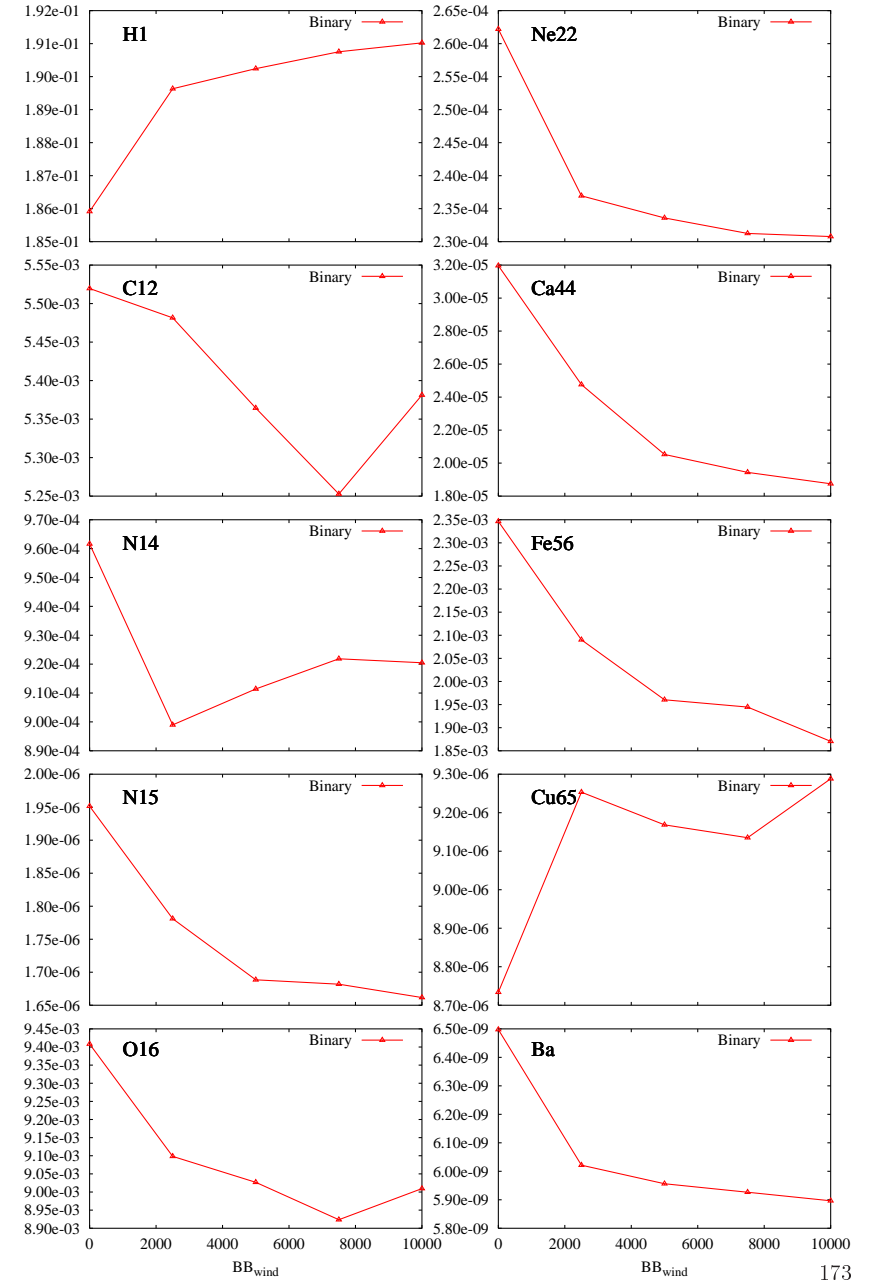 1.92e-01
1.91e-01
1.90e-01
1.89e-01
1.88e-01
1.87e-01
1.86e-01
1.85e-01
H1
Binary
2.65e-04
2.60e-04
2.55e-04
2.50e-04
2.45e-04
2.40e-04
2.35e-04
2.30e-04
Ne22
Binary
5.55e-03
5.50e-03
5.45e-03
5.40e-03
5.35e-03
5.30e-03
5.25e-03
C12
Binary
3.20e-05
3.00e-05
2.80e-05
2.60e-05
2.40e-05
2.20e-05
2.00e-05
1.80e-05
Ca44
Binary
9.70e-04
9.60e-04
9.50e-04
9.40e-04
9.30e-04
9.20e-04
9.10e-04
9.00e-04
8.90e-04
N14
Binary
2.35e-03
2.30e-03
2.25e-03
2.20e-03
2.15e-03
2.10e-03
2.05e-03
2.00e-03
1.95e-03
1.90e-03
1.85e-03
Fe56
Binary
2.00e-06
1.95e-06
1.90e-06
1.85e-06
1.80e-06
1.75e-06
1.70e-06
1.65e-06
N15
Binary
9.30e-06
9.20e-06
9.10e-06
9.00e-06
8.90e-06
8.80e-06
8.70e-06
Cu65
Binary
9.45e-03
9.40e-03
9.35e-03
9.30e-03
9.25e-03
9.20e-03
9.15e-03
9.10e-03
9.05e-03
9.00e-03
8.95e-03
8.90e-03
O16
Binary
0 2000 4000 6000 8000 10000
BBwind
6.50e-09
6.40e-09
6.30e-09
6.20e-09
6.10e-09
6.00e-09
5.90e-09
5.80e-09
Ba
Binary
0 2000 4000 6000 8000 10000
BBwind
173